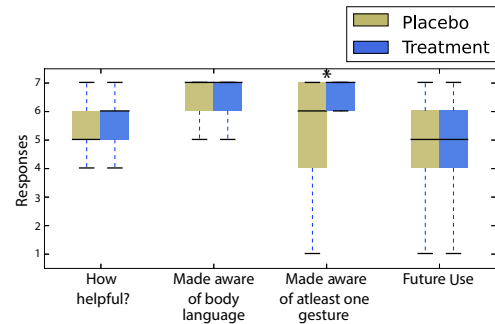 Placebo
Treatment
*
7
6
5
4
3
2
1
Responses
How
helpful?
Made aware
of body
language
Made aware
of atleast one
gesture
Future Use